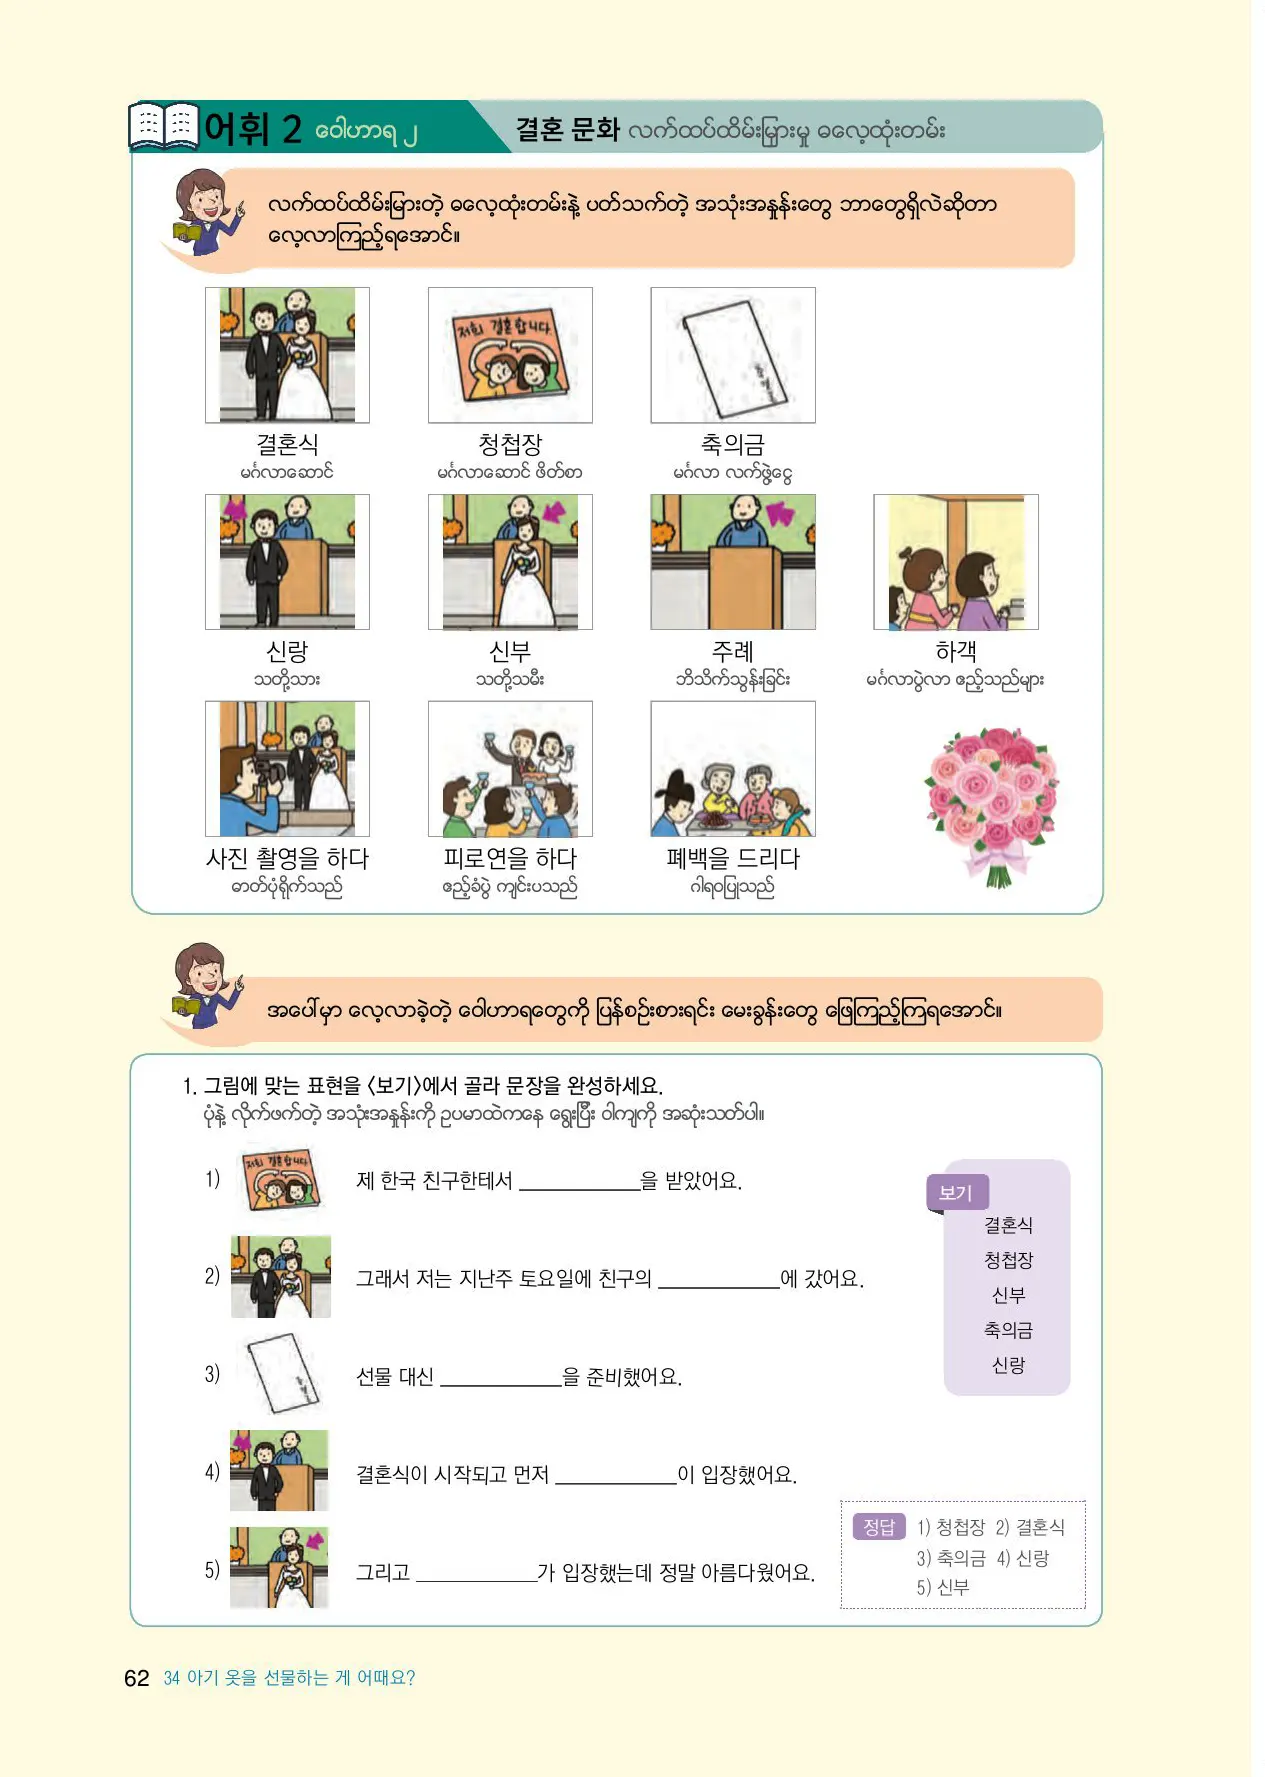 어휘 2 ဝေါဟာရ ၂
결혼 문화 လက်ထပ်ထိမ်းမြှားမှု ဓလေ့ထုံးတမ်း
လက်ထပ်ထိမ်းမြားတဲ့ ဓလေ့ထုံးတမ်းနဲ့ ပတ်သက်တဲ့ အသုံးအနှုန်းတွေ ဘာတွေရှိလဲဆိုတာ
လေ့လာကြည့်ရအောင်။
저희 결혼합니다.
결혼식 청첩장 축의금
မင်္ဂလာဆောင် မင်္ဂလာဆောင် ဖိတ်စာ မင်္ဂလာ လက်ဖွဲ့ငွေ
신랑 신부 주례 하객
သတို့သား သတို့သမီး ဘိသိက်သွန်းခြင်း မင်္ဂလာပွဲလာ ဧည့်သည်များ
사진 촬영을 하다 피로연을 하다 폐백을 드리다
ဓာတ်ပုံရိုက်သည် ဧည့်ခံပွဲ ကျင်းပသည် ဂါရဝပြုသည်
အပေါ်မှာ လေ့လာခဲ့တဲ့ ဝေါဟာရတွေကို ပြန်စဉ်းစားရင်း မေးခွန်းတွေ ဖြေကြည့်ကြရအောင်။
1. 그림에 맞는 표현을 〈보기〉에서 골라 문장을 완성하세요.
ပုံနဲ့ လိုက်ဖက်တဲ့ အသုံးအနှုန်းကို ဥပမာထဲကနေ ရွေးပြီး ဝါကျကို အဆုံးသတ်ပါ။
1) 저희 결혼합니다. 제 한국 친구한테서 ____________을 받았어요.
2) 그래서 저는 지난주 토요일에 친구의 ____________에 갔어요.
3) 선물 대신 ____________을 준비했어요.
4) 결혼식이 시작되고 먼저 ____________이 입장했어요.
5) 그리고 ____________가 입장했는데 정말 아름다웠어요.
보기
결혼식
청첩장
신부
축의금
신랑
정답 1) 청첩장 2) 결혼식
3) 축의금 4) 신랑
5) 신부
62 34 아기 옷을 선물하는 게 어때요?